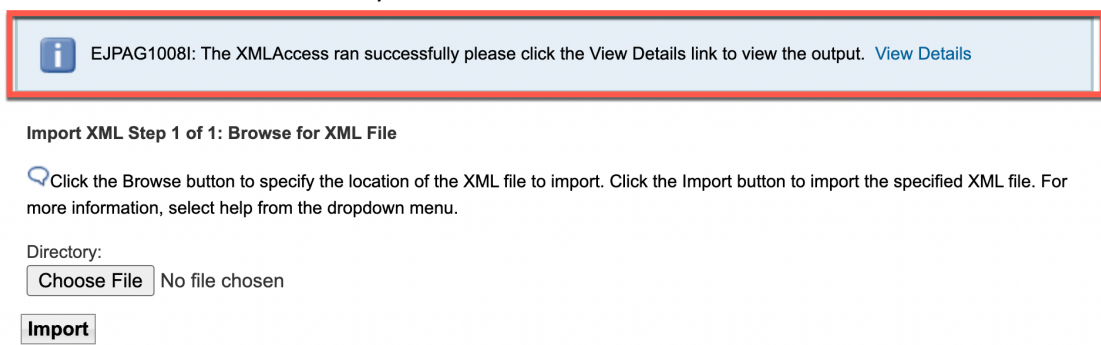 EJPAG1008I: The XMLAccess ran successfully please click the View Details link to view the output. View Details
Import XML Step 1 of 1: Browse for XML File
Click the Browse button to specify the location of the XML file to import. Click the Import button to import the specified XML file. For
more information, select help from the dropdown menu.
Directory:
Choose File No file chosen
Import